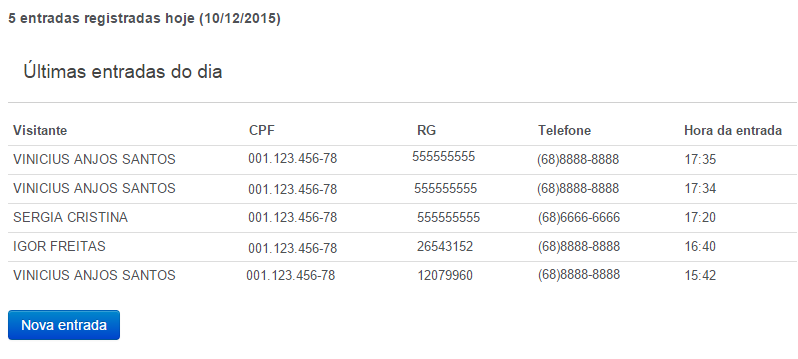 5 entradas registradas hoje (10/12/2015)
Últimas entradas do dia
Visitante CPF RG Telefone Hora da entrada
VINICIUS ANJOS SANTOS 001.123.456-78 555555555 (68)8888-8888 17:35
VINICIUS ANJOS SANTOS 001.123.456-78 555555555 (68)8888-8888 17:34
SERGIA CRISTINA 001.123.456-78 555555555 (68)6666-6666 17:20
IGOR FREITAS 001.123.456-78 26543152 (68)8888-8888 16:40
VINICIUS ANJOS SANTOS 001.123.456-78 12079960 (68)8888-8888 15:42
Nova entrada